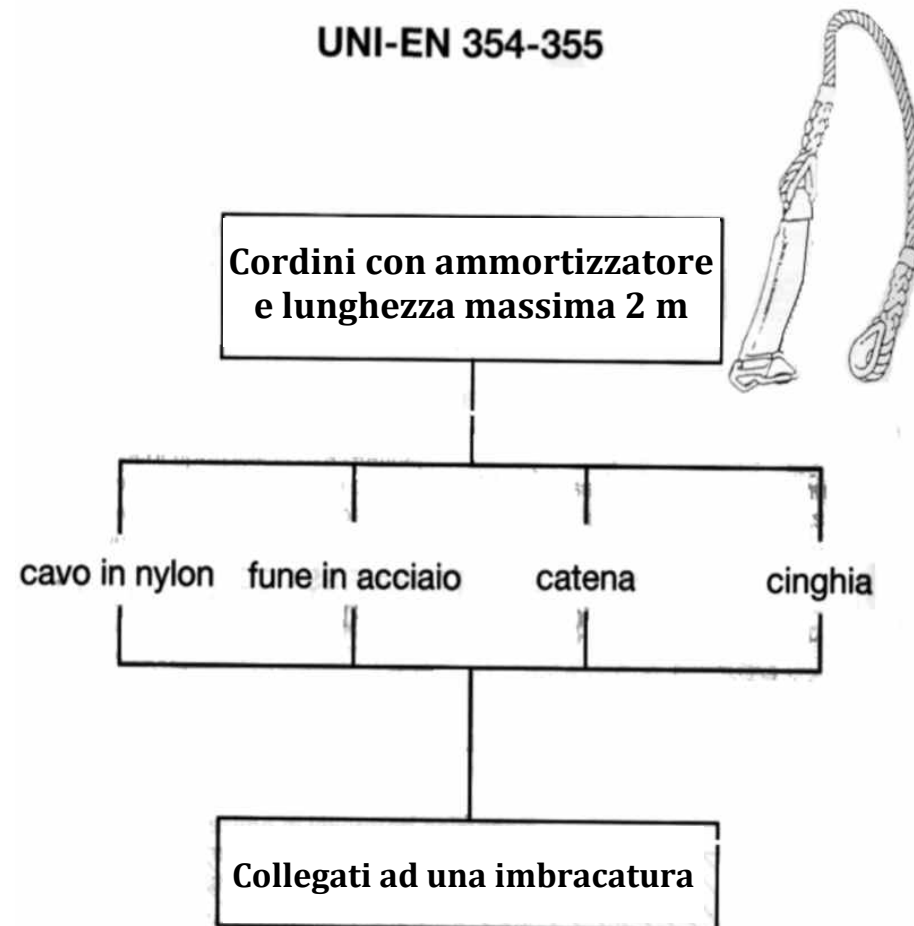 UNI-EN 354-355
Cordini con ammortizzatore
e lunghezza massima 2 m
cavo in nylon fune in acciaio catena cinghia
Collegati ad una imbracatura